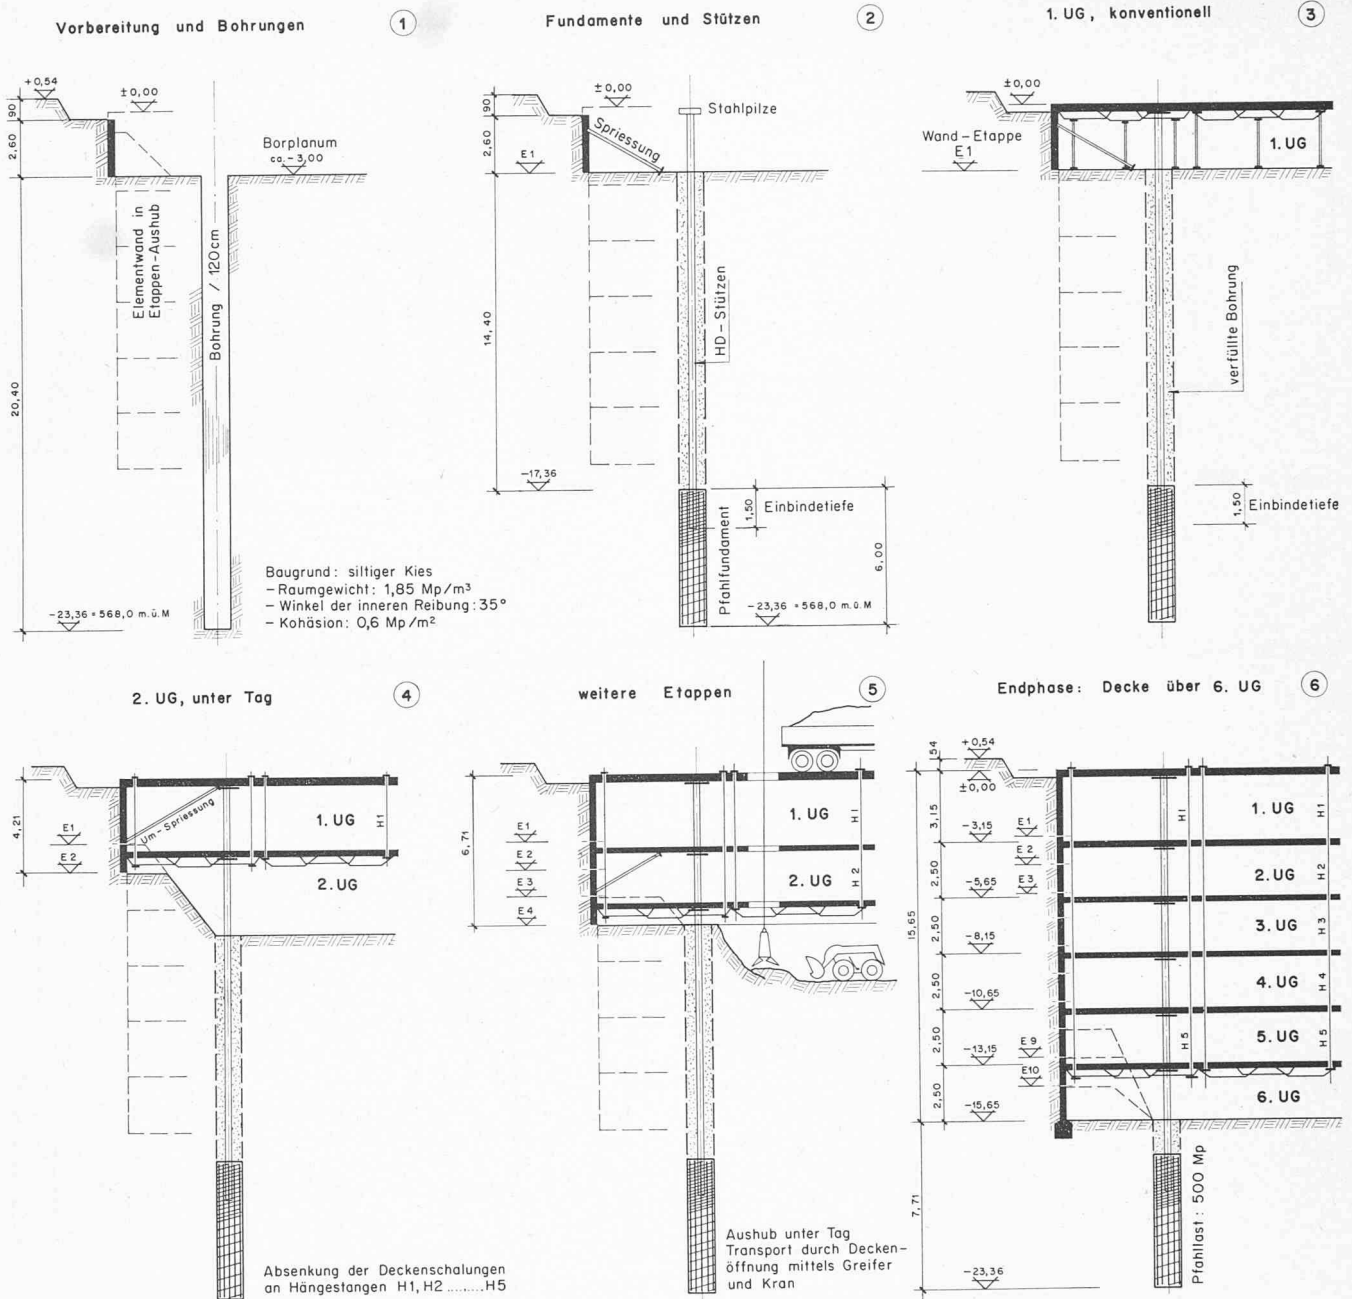 Vorbereitung und Bohrungen
1
+0,54
±0,00
90
2,60
Borplanum
ca.-3,00
Elementwand in
Etappen-Aushub
Bohrung / 120cm
20,40
Baugrund: siltiger Kies
- Raumgewicht: 1,85 Mp/m³
- Winkel der inneren Reibung: 35°
- Kohäsion: 0,6 Mp/m²
-23,36 = 568,0 m.ü.M
Fundamente und Stützen
2
±0,00
90
2,60
Stahlpilze
Spriessung
E1
HD-Stützen
14,40
-17,36
1,50
Einbindetiefe
Pfahlfundament
6,00
-23,36 = 568,0 m.ü.M
1. UG, konventionell
3
±0,00
Wand-Etappe
E1
1. UG
verfüllte Bohrung
1,50
Einbindetiefe
2. UG, unter Tag
4
4,21
E1
E2
Um-Spriessung
1. UG
H1
2. UG
Absenkung der Deckenschalungen
an Hängestangen H1, H2 ........ H5
weitere Etappen
5
6,71
E1
E2
E3
E4
1. UG
H1
2. UG
H2
Aushub unter Tag
Transport durch Decken-
öffnung mittels Greifer
und Kran
Endphase: Decke über 6. UG
6
,54
+0,54
±0,00
3,15
-3,15
E1
E2
2,50
-5,65
E3
15,65
2,50
-8,15
2,50
-10,65
2,50
-13,15
E9
E10
2,50
-15,65
H1
1. UG
H1
2. UG
H2
3. UG
H3
4. UG
H4
H5
5. UG
H5
6. UG
7,71
Pfahllast: 500 Mp
-23,36